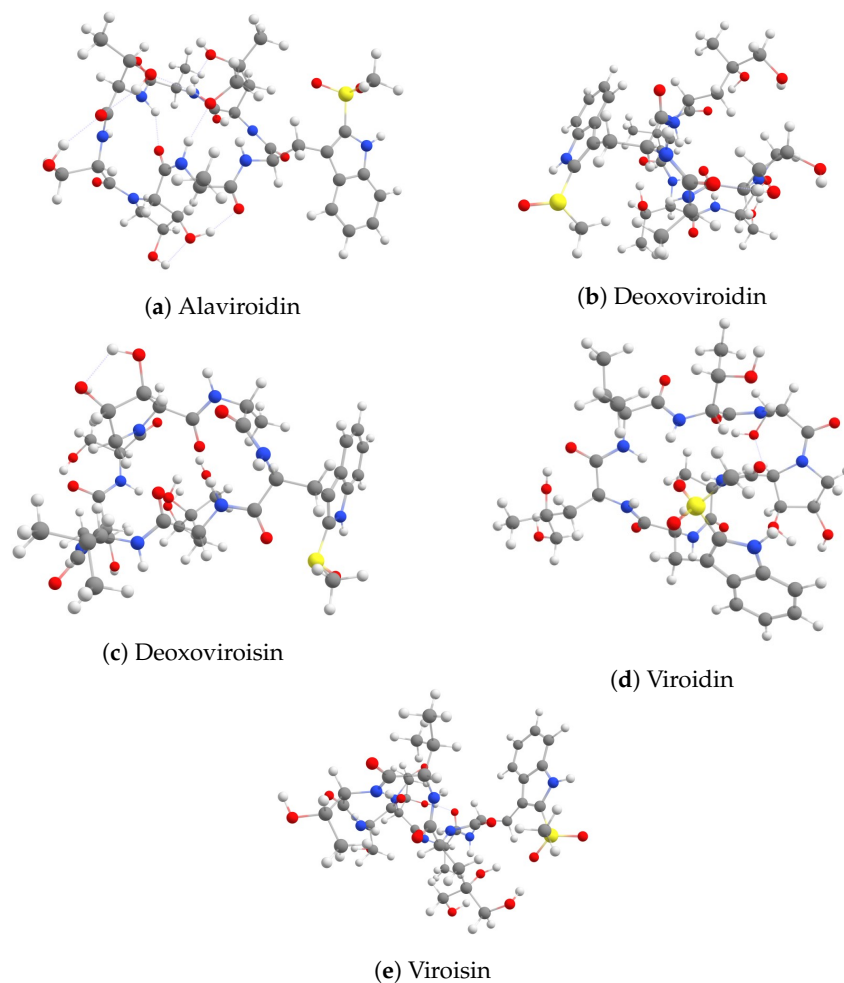 (a) Alaviroidin
(b) Deoxoviroidin
(c) Deoxoviroisin
(d) Viroidin
(e) Viroisin